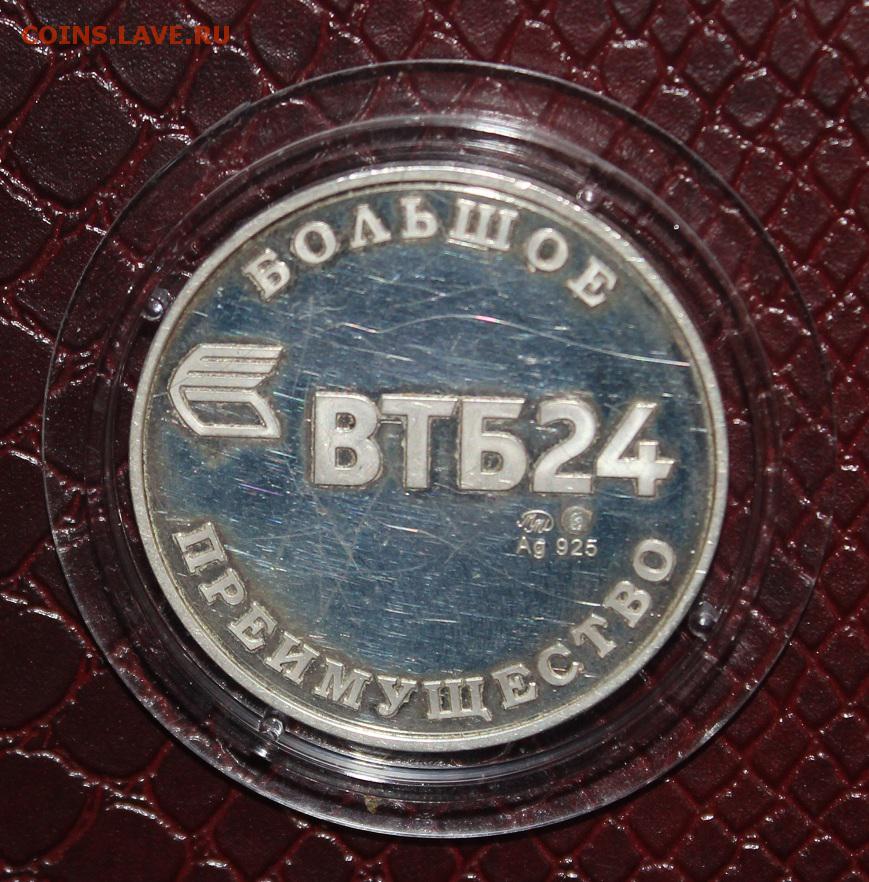 COINS.LAVE.RU
БОЛЬШОЕ
ВТБ24
Ag 925
ПРЕИМУЩЕСТВО